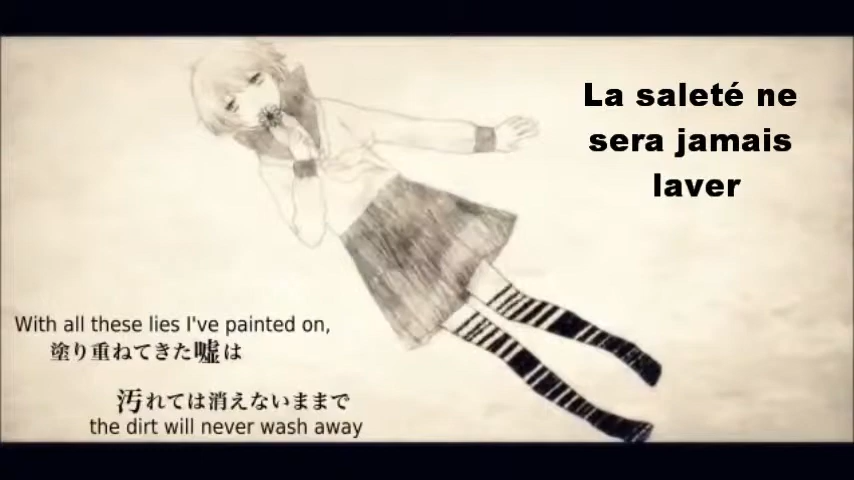 La saleté ne
sera jamais
laver
With all these lies I've painted on,
塗り重ねてきた嘘は
汚れては消えないままで
the dirt will never wash away